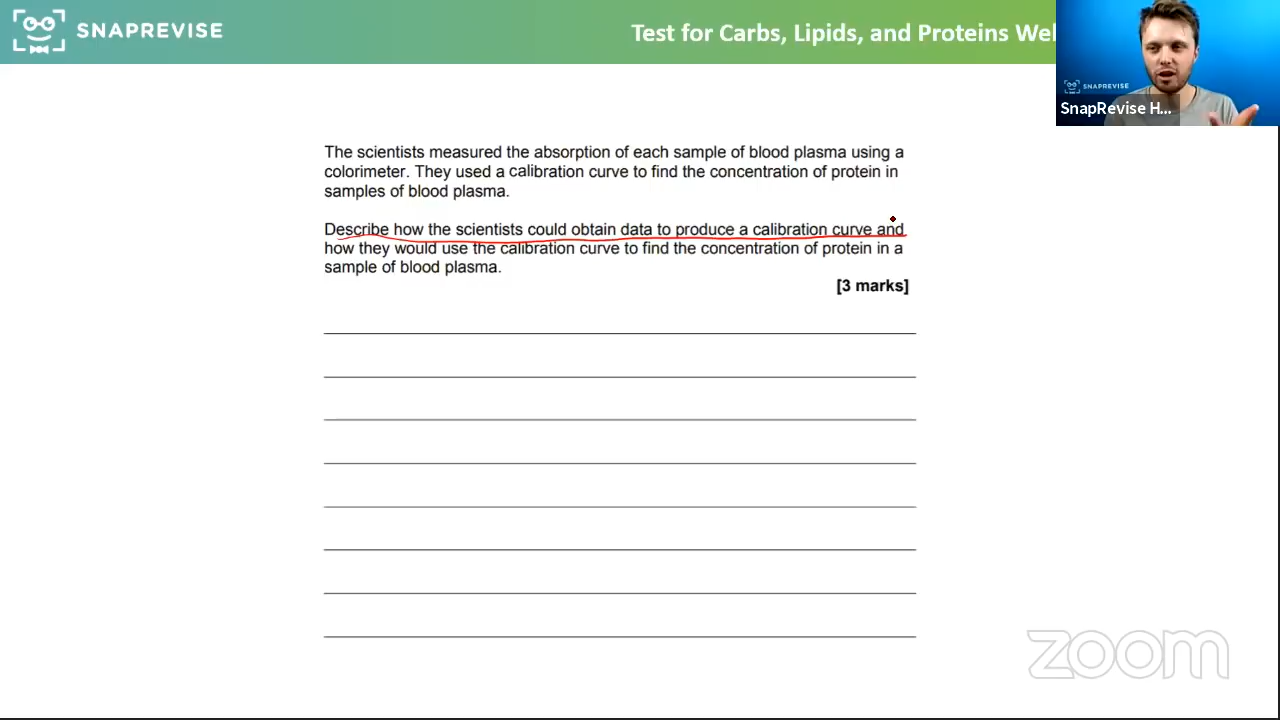 SNAPREVISE
Test for Carbs, Lipids, and Proteins We
SNAPREVISE
SnapRevise H...
The scientists measured the absorption of each sample of blood plasma using a
colorimeter. They used a calibration curve to find the concentration of protein in
samples of blood plasma.
Describe how the scientists could obtain data to produce a calibration curve and
how they would use the calibration curve to find the concentration of protein in a
sample of blood plasma.
[3 marks]
zoom